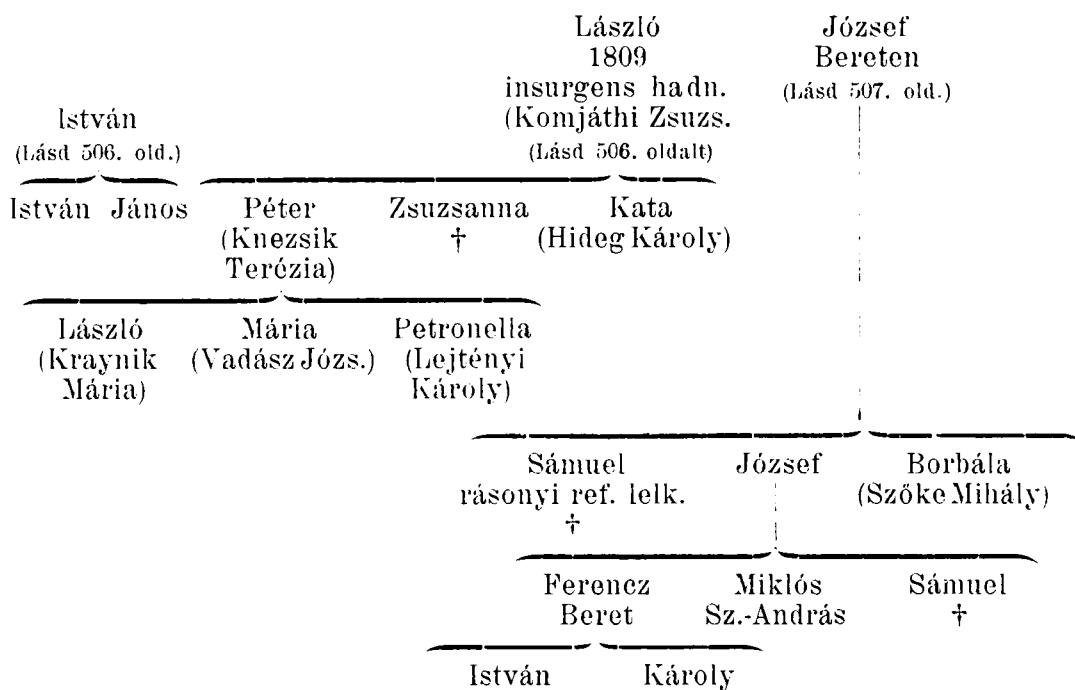 László
1809
insurgens hadn.
(Komjáthi Zsuzs.
(Lásd 506. oldalt)
József
Bereten
(Lásd 507. old.)
István
(Lásd 506. old.)
István János
Péter
(Knezsik
Terézia)
Zsuzsanna
†
Kata
(Hideg Károly)
László
(Kraynik
Mária)
Mária
(Vadász Józs.)
Petronella
(Lejtényi
Károly)
Sámuel
rásonyi ref. lelk.
†
József
Borbála
(Szőke Mihály)
Ferencz
Beret
Miklós
Sz.-András
Sámuel
†
István
Károly